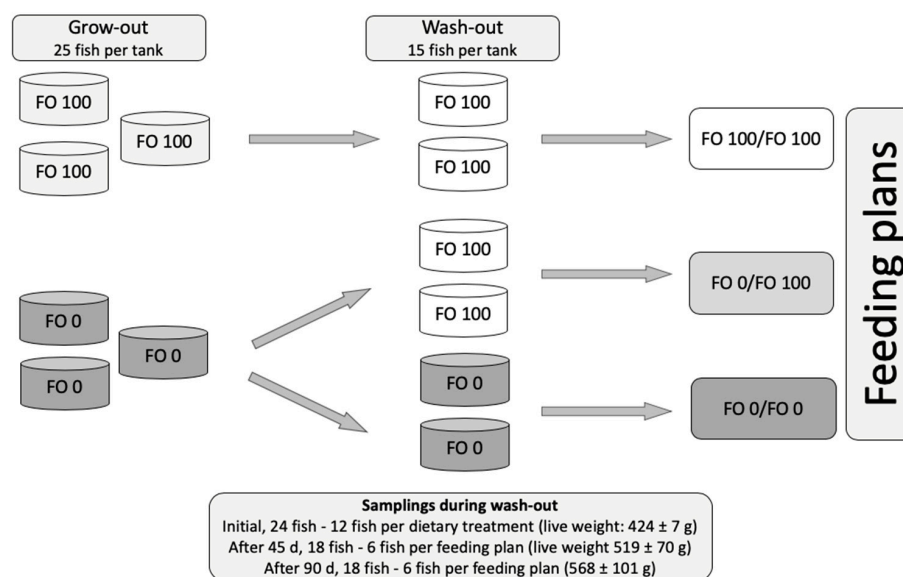 Grow-out
25 fish per tank
Wash-out
15 fish per tank
FO 100
FO 100
FO 100
FO 100
FO 100
FO 100/FO 100
FO 0
FO 0
FO 0
FO 100
FO 100
FO 0/FO 100
FO 0
FO 0
FO 0/FO 0
Feeding plans
Samplings during wash-out
Initial, 24 fish - 12 fish per dietary treatment (live weight: 424 ± 7 g)
After 45 d, 18 fish - 6 fish per feeding plan (live weight 519 ± 70 g)
After 90 d, 18 fish - 6 fish per feeding plan (568 ± 101 g)